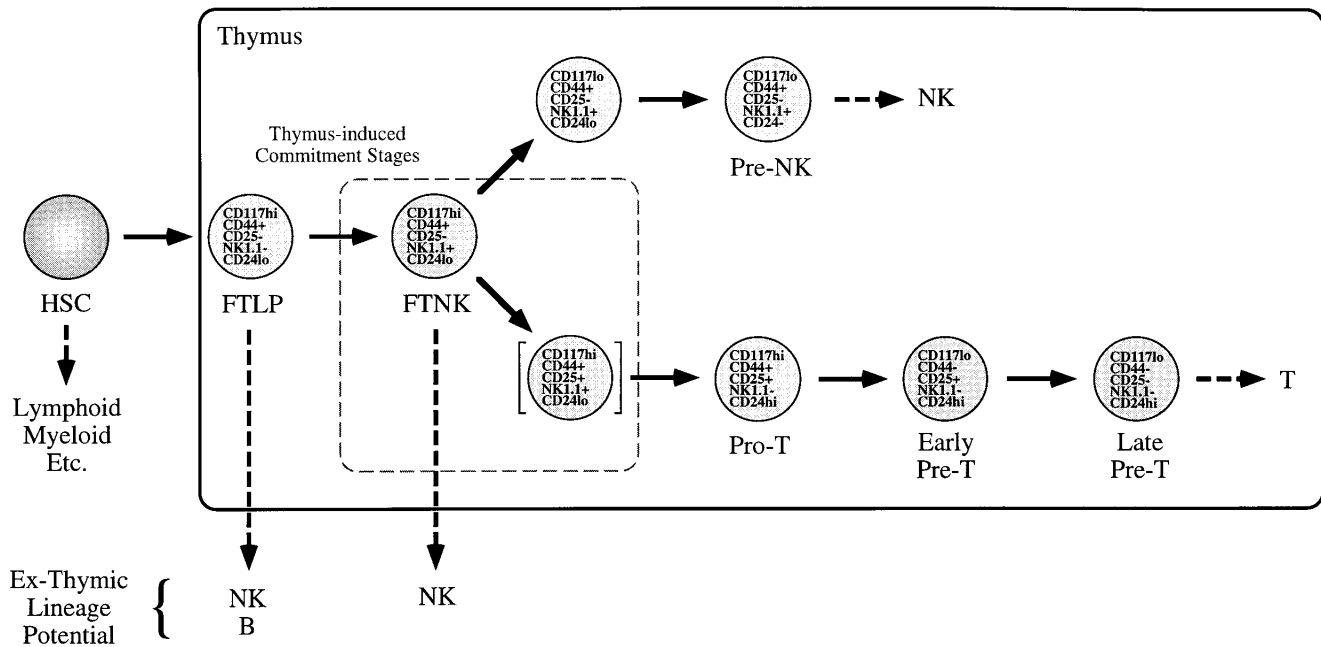 Thymus
CD117lo
CD44+
CD25-
NK1.1+
CD24lo
CD117lo
CD44+
CD25-
NK1.1+
CD24-
NK
Pre-NK
Thymus-induced
Commitment Stages
HSC
Lymphoid
Myeloid
Etc.
CD117hi
CD44+
CD25-
NK1.1-
CD24lo
FTLP
CD117hi
CD44+
CD25-
NK1.1+
CD24lo
FTNK
[
CD117hi
CD44+
CD25+
NK1.1+
CD24lo
]
CD117hi
CD44+
CD25+
NK1.1-
CD24hi
Pro-T
CD117lo
CD44-
CD25+
NK1.1-
CD24hi
Early
Pre-T
CD117lo
CD44-
CD25-
NK1.1-
CD24hi
Late
Pre-T
T
Ex-Thymic
Lineage
Potential
{
NK
B
NK